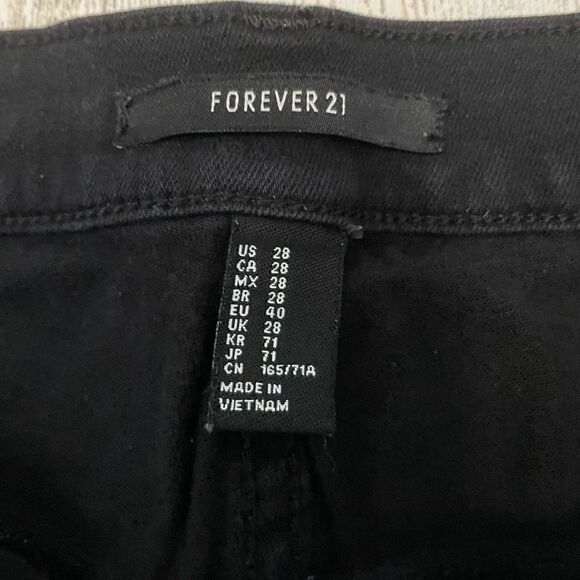 FOREVER 21
US 28
CA 28
MX 28
BR 28
EU 40
UK 28
KR 71
JP 71
CN 165/71A
MADE IN
VIETNAM